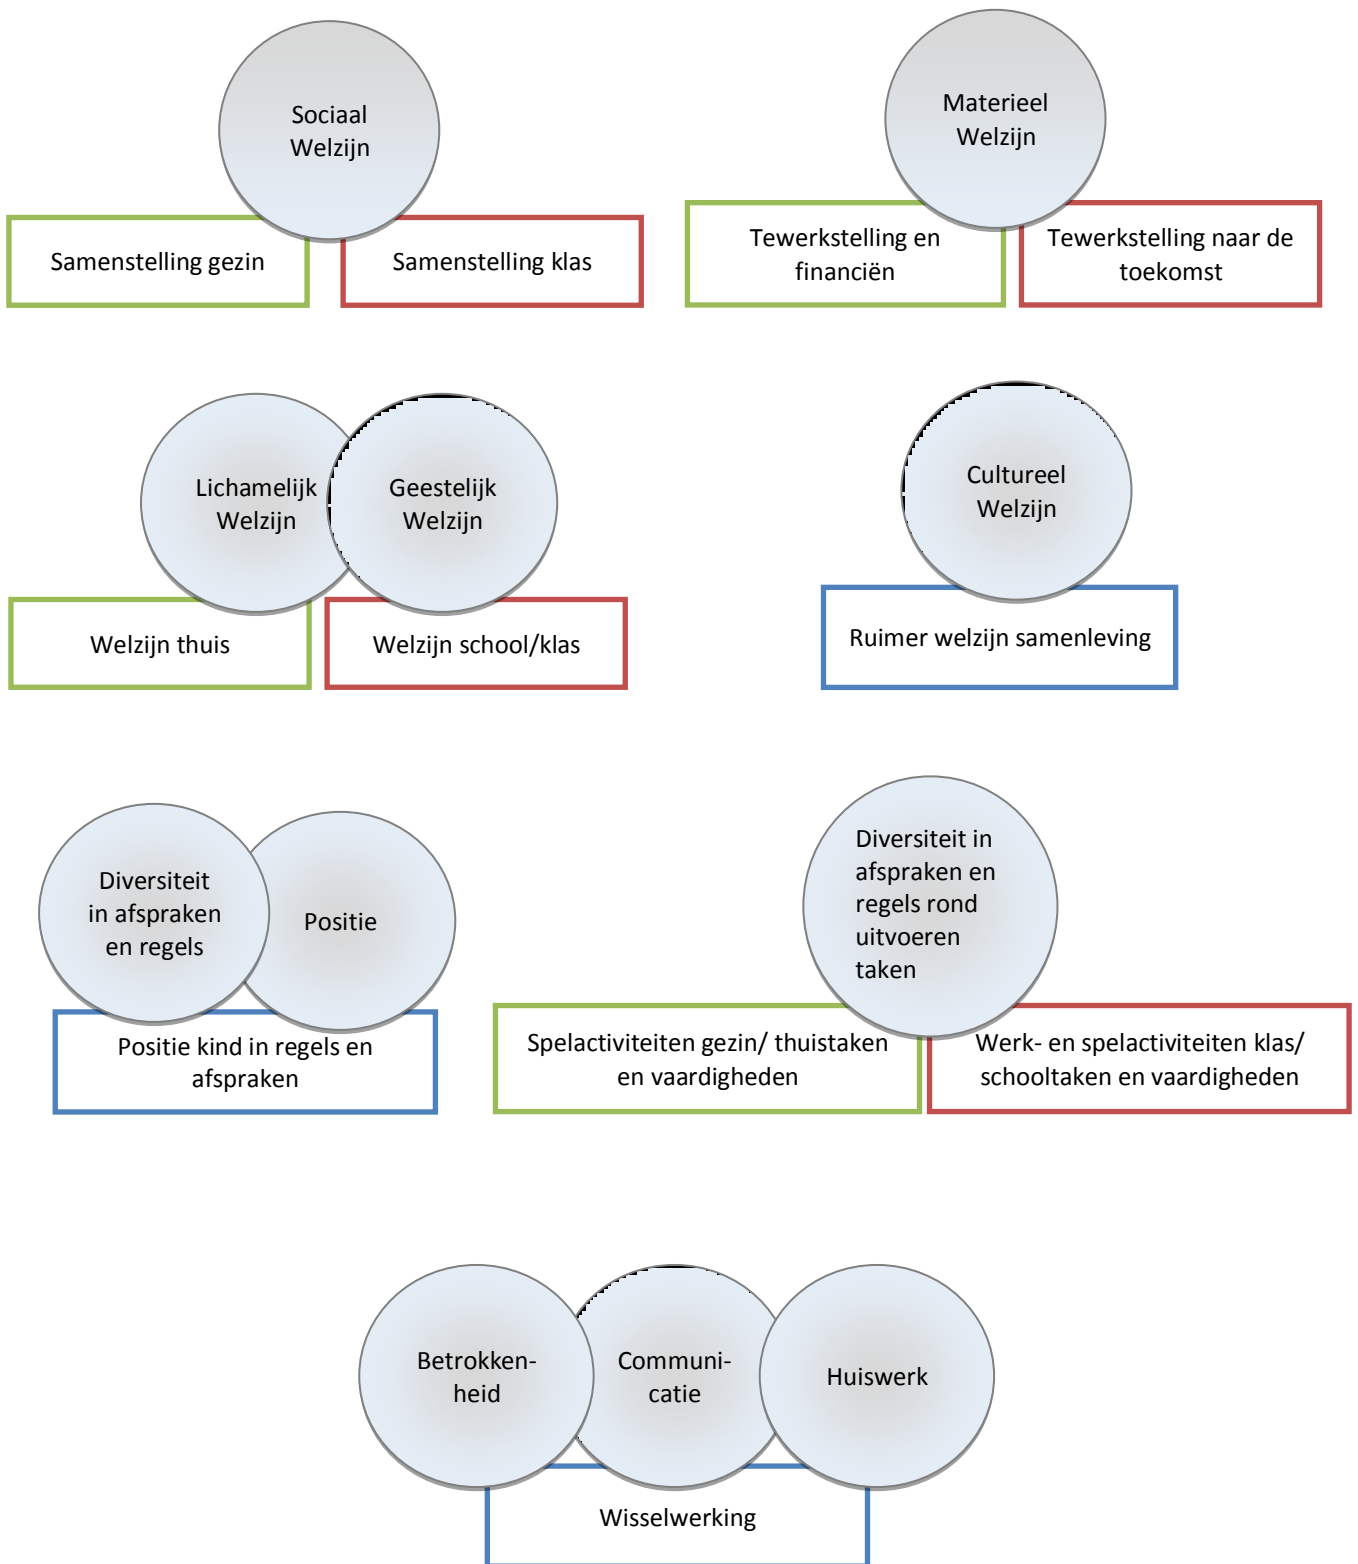 Sociaal
Welzijn
Materieel
Welzijn
Samenstelling gezin
Samenstelling klas
Tewerkstelling en
financiën
Tewerkstelling naar de
toekomst
Lichamelijk
Welzijn
Geestelijk
Welzijn
Cultureel
Welzijn
Welzijn thuis
Welzijn school/klas
Ruimer welzijn samenleving
Diversiteit
in afspraken
en regels
Positie
Diversiteit in
afspraken en
regels rond
uitvoeren
taken
Positie kind in regels en
afspraken
Spelactiviteiten gezin/ thuistaken
en vaardigheden
Werk- en spelactiviteiten klas/
schooltaken en vaardigheden
Betrokken-
heid
Communi-
catie
Huiswerk
Wisselwerking